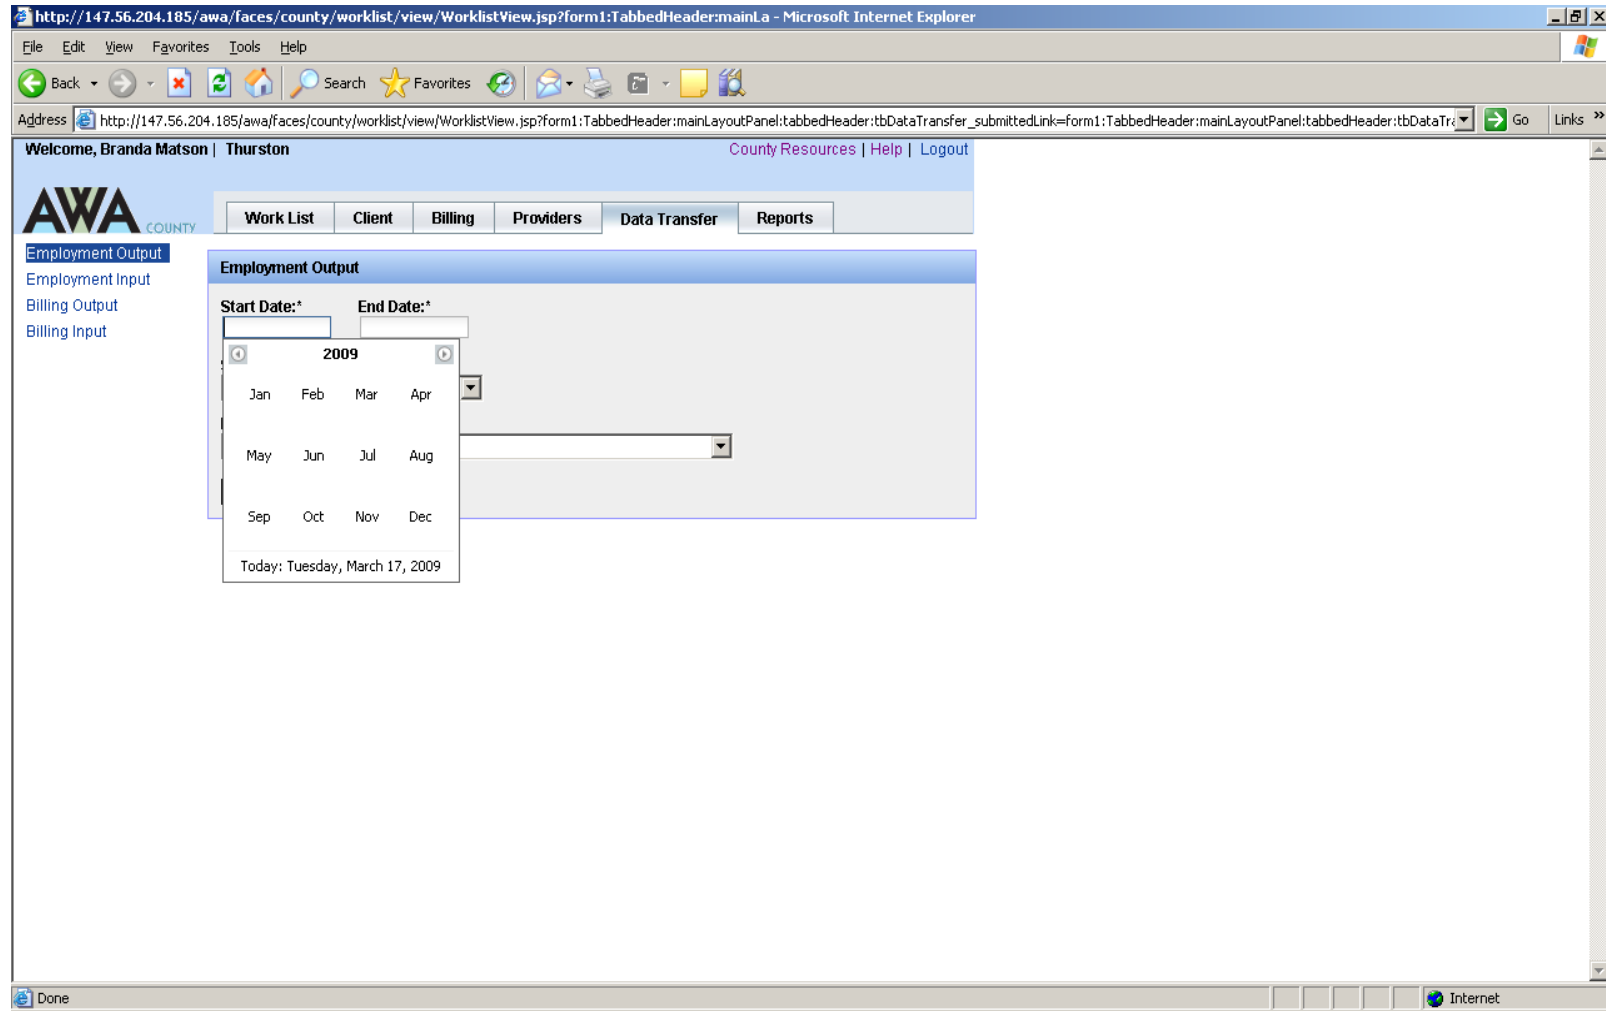 http://147.56.204.185/awa/faces/county/worklist/view/WorklistView.jsp?form1:TabbedHeader:mainLa - Microsoft Internet Explorer
File Edit View Favorites Tools Help
Back Search Favorites
Address http://147.56.204.185/awa/faces/county/worklist/view/WorklistView.jsp?form1:TabbedHeader:mainLayoutPanel:tabbedHeader:tbDataTransfer_submittedLink=form1:TabbedHeader:mainLayoutPanel:tabbedHeader:tbDataTr Go Links »
Welcome, Branda Matson | Thurston County Resources | Help | Logout
AWA COUNTY
Work List Client Billing Providers Data Transfer Reports
Employment Output
Employment Input
Billing Output
Billing Input
Employment Output
Start Date:* End Date:*
2009
Jan Feb Mar Apr
May Jun Jul Aug
Sep Oct Nov Dec
Today: Tuesday, March 17, 2009
Done Internet